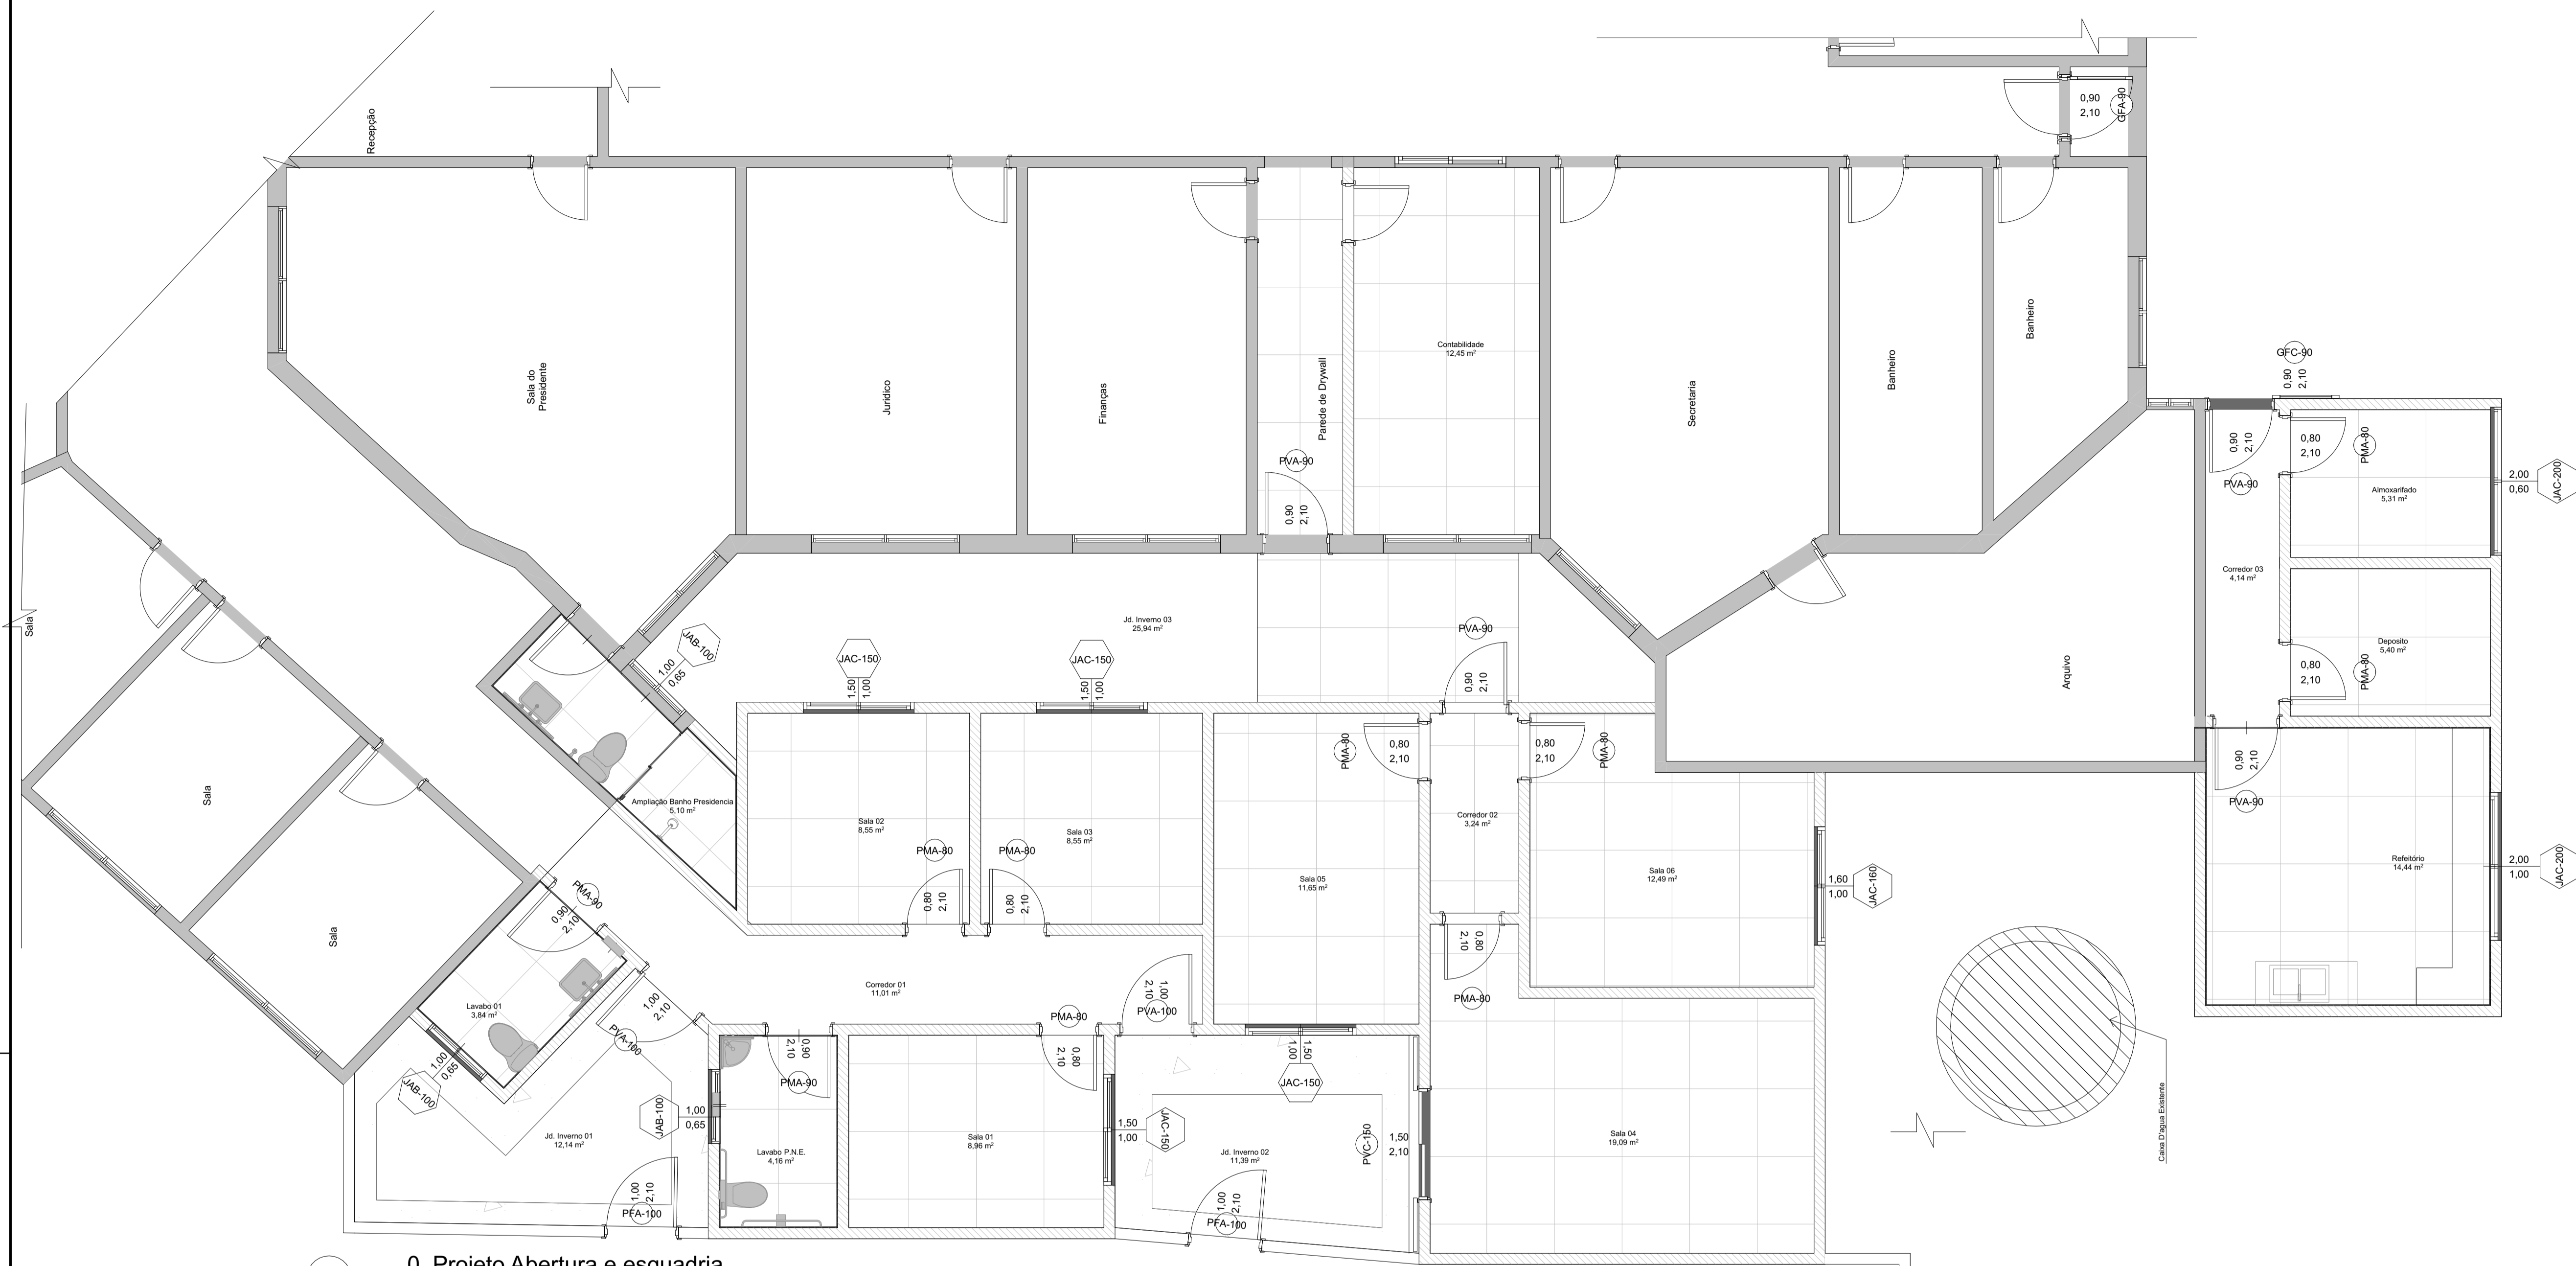 Recepção
0,90
2,10
GFA-90
Sala do
Presidente
Juridico
Finanças
Parede de Drywall
Contabilidade
12,45 m²
Secretaria
Banheiro
Banheiro
GFC-90
0,90
2,10
PVA-90
0,90
2,10
0,90
2,10
PVA-90
0,80
2,10
PMA-80
Almoxarifado
5,31 m²
2,00
0,60
JAC-200
Corredor 03
4,14 m²
Deposito
5,40 m²
0,80
2,10
PMA-80
Sala
JAB-100
1,00
0,65
Jd. Inverno 03
25,94 m²
JAC-150
1,50
1,00
JAC-150
1,50
1,00
PVA-90
0,90
2,10
Arquivo
PMA-80
0,80
2,10
0,80
2,10
PMA-80
0,90
2,10
PVA-90
Sala
Ampliação Banho Presidencia
5,10 m²
Sala 02
8,55 m²
Sala 03
8,55 m²
Corredor 02
3,24 m²
PMA-80
0,80
2,10
PMA-80
0,80
2,10
Sala 05
11,65 m²
Sala 06
12,49 m²
1,60
1,00
JAC-160
Refeitório
14,44 m²
2,00
1,00
JAC-200
Sala
PMA-90
0,90
2,10
0,80
2,10
PMA-80
Lavabo 01
3,84 m²
1,00
2,10
PVA-100
Corredor 01
11,01 m²
1,00
2,10
PVA-100
PMA-80
0,80
2,10
0,90
2,10
PMA-90
1,00
0,65
JAB-100
JAB-100
1,00
0,65
1,50
1,00
JAC-150
Jd. Inverno 01
12,14 m²
Lavabo P.N.E.
4,16 m²
Sala 01
8,96 m²
1,50
1,00
JAC-150
Jd. Inverno 02
11,39 m²
PVC-150
1,50
2,10
Sala 04
19,09 m²
Caixa D'agua Existente
1,00
2,10
PFA-100
1,00
2,10
PFA-100
0. Projeto Abertura e esquadria